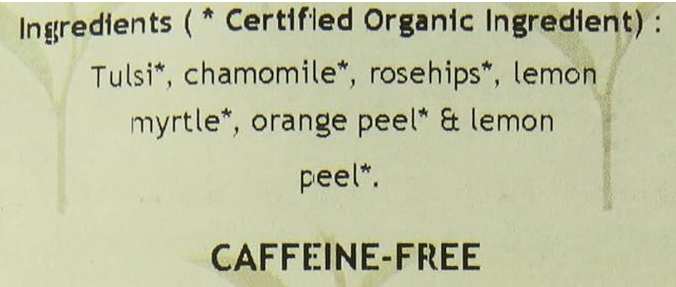 Ingredients ( * Certified Organic Ingredient) :
Tulsi*, chamomile*, rosehips*, lemon
myrtle*, orange peel* & lemon
peel*.
CAFFEINE-FREE